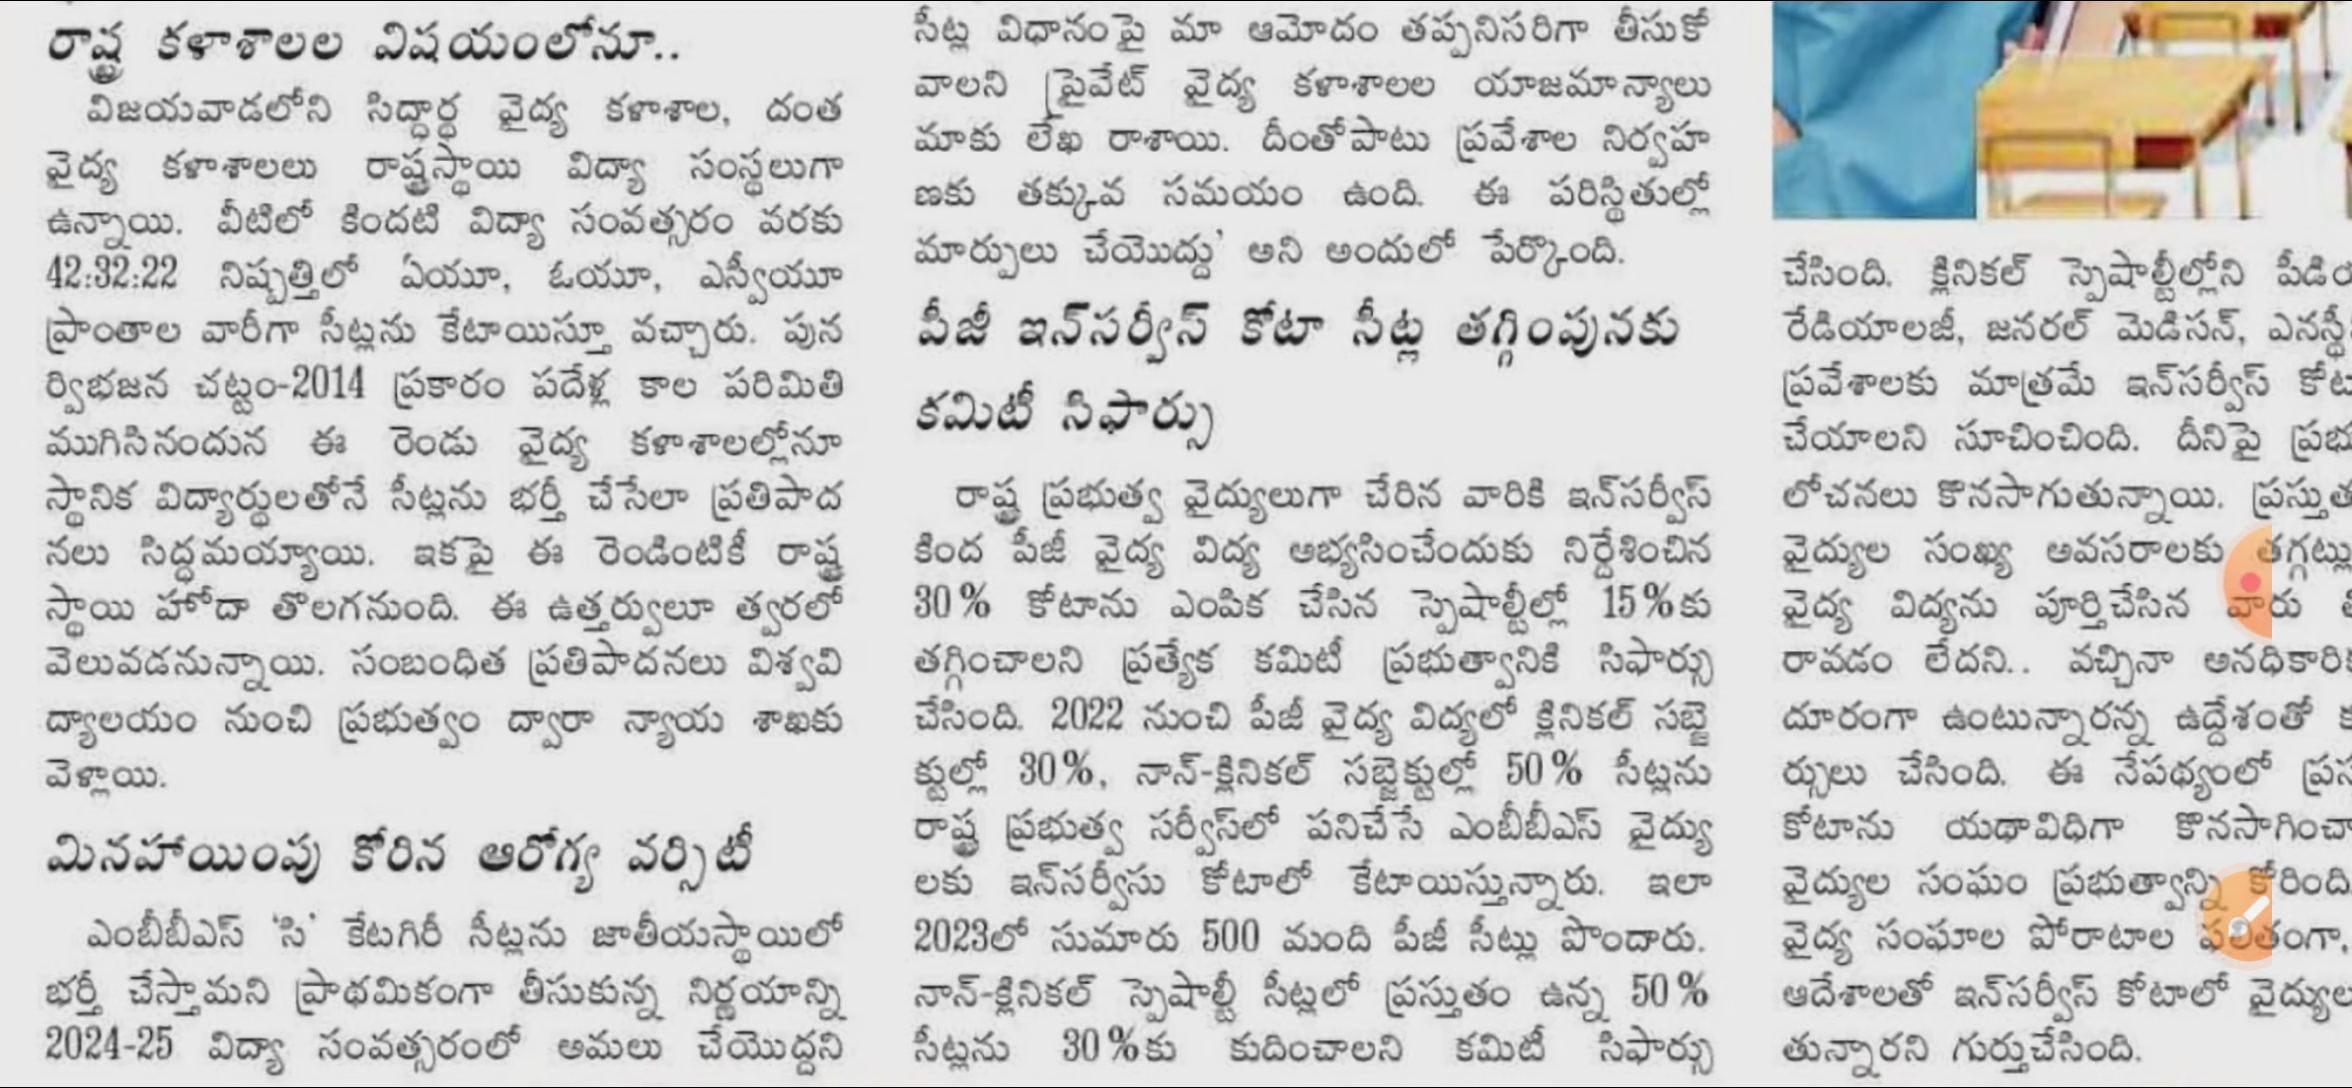 రాష్ట్ర కళాశాలల విషయంలోనూ..
విజయవాడలోని సిద్ధార్థ వైద్య కళాశాల, దంత
వైద్య కళాశాలలు రాష్ట్రస్థాయి విద్యా సంస్థలుగా
ఉన్నాయి. వీటిలో కిందటి విద్యా సంవత్సరం వరకు
42:32:22 నిష్పత్తిలో ఏయూ, ఓయూ, ఎస్వీయూ
ప్రాంతాల వారీగా సీట్లను కేటాయిస్తూ వచ్చారు. పున
ర్విభజన చట్టం-2014 ప్రకారం పదేళ్ల కాల పరిమితి
ముగిసినందున ఈ రెండు వైద్య కళాశాలల్లోనూ
స్థానిక విద్యార్థులతోనే సీట్లను భర్తీ చేసేలా ప్రతిపాద
నలు సిద్ధమయ్యాయి. ఇకపై ఈ రెండింటికీ రాష్ట్ర
స్థాయి హోదా తొలగనుంది. ఈ ఉత్తర్వులూ త్వరలో
వెలువడనున్నాయి. సంబంధిత ప్రతిపాదనలు విశ్వవి
ద్యాలయం నుంచి ప్రభుత్వం ద్వారా న్యాయ శాఖకు
వెళ్లాయి.
మినహాయింపు కోరిన ఆరోగ్య వర్సిటీ
ఎంబీబీఎస్ 'సి' కేటగిరీ సీట్లను జాతీయస్థాయిలో
భర్తీ చేస్తామని ప్రాథమికంగా తీసుకున్న నిర్ణయాన్ని
2024-25 విద్యా సంవత్సరంలో అమలు చేయొద్దని
సీట్ల విధానంపై మా ఆమోదం తప్పనిసరిగా తీసుకో
వాలని ప్రైవేట్ వైద్య కళాశాలల యాజమాన్యాలు
మాకు లేఖ రాశాయి. దీంతోపాటు ప్రవేశాల నిర్వహ
ణకు తక్కువ సమయం ఉంది. ఈ పరిస్థితుల్లో
మార్పులు చేయొద్దు' అని అందులో పేర్కొంది.
పీజీ ఇన్‌సర్వీస్ కోటా సీట్ల తగ్గింపునకు
కమిటీ సిఫార్సు
రాష్ట్ర ప్రభుత్వ వైద్యులుగా చేరిన వారికి ఇన్‌సర్వీస్
కింద పీజీ వైద్య విద్య అభ్యసించేందుకు నిర్దేశించిన
30% కోటాను ఎంపిక చేసిన స్పెషాల్టీల్లో 15%కు
తగ్గించాలని ప్రత్యేక కమిటీ ప్రభుత్వానికి సిఫార్సు
చేసింది. 2022 నుంచి పీజీ వైద్య విద్యలో క్లినికల్ సబ్జె
క్టుల్లో 30%, నాన్-క్లినికల్ సబ్జెక్టుల్లో 50% సీట్లను
రాష్ట్ర ప్రభుత్వ సర్వీస్‌లో పనిచేసే ఎంబీబీఎస్ వైద్యు
లకు ఇన్‌సర్వీసు కోటాలో కేటాయిస్తున్నారు. ఇలా
2023లో సుమారు 500 మంది పీజీ సీట్లు పొందారు.
నాన్-క్లినికల్ స్పెషాల్టీ సీట్లలో ప్రస్తుతం ఉన్న 50%
సీట్లను 30%కు కుదించాలని కమిటీ సిఫార్సు
చేసింది. క్లినికల్ స్పెషాల్టీల్లోని
రేడియాలజీ, జనరల్ మెడిసన్,
ప్రవేశాలకు మాత్రమే ఇన్‌సర్వీస్
చేయాలని సూచించింది. దీనిపై
లోచనలు కొనసాగుతున్నాయి.
వైద్యుల సంఖ్య అవసరాలకు
వైద్య విద్యను పూర్తిచేసిన వారు
రావడం లేదని.. వచ్చినా
దూరంగా ఉంటున్నారన్న ఉద్దేశంతో
ర్సులు చేసింది. ఈ నేపథ్యంలో
కోటాను యథావిధిగా
వైద్యుల సంఘం ప్రభుత్వాన్ని కోరింది
వైద్య సంఘాల పోరాటాల ఫలితంగా,
ఆదేశాలతో ఇన్‌సర్వీస్ కోటాలో
తున్నారని గుర్తుచేసింది.